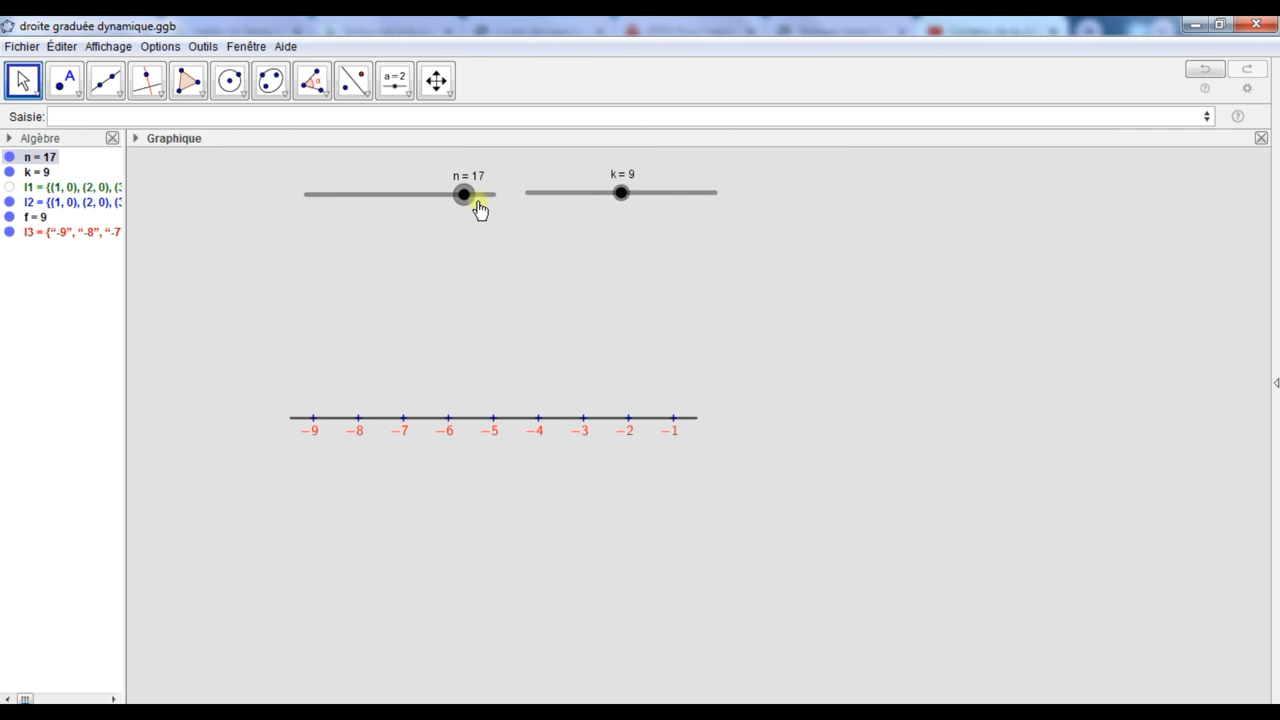 droite graduée dynamique.ggb
Fichier Éditer Affichage Options Outils Fenêtre Aide
A α a=2
Saisie:
Algèbre Graphique
n = 17
k = 9
l1 = {(1, 0), (2, 0), (3
l2 = {(1, 0), (2, 0), (3
f = 9
l3 = {“-9”, “-8”, “-7
n = 17 k = 9
−9 −8 −7 −6 −5 −4 −3 −2 −1